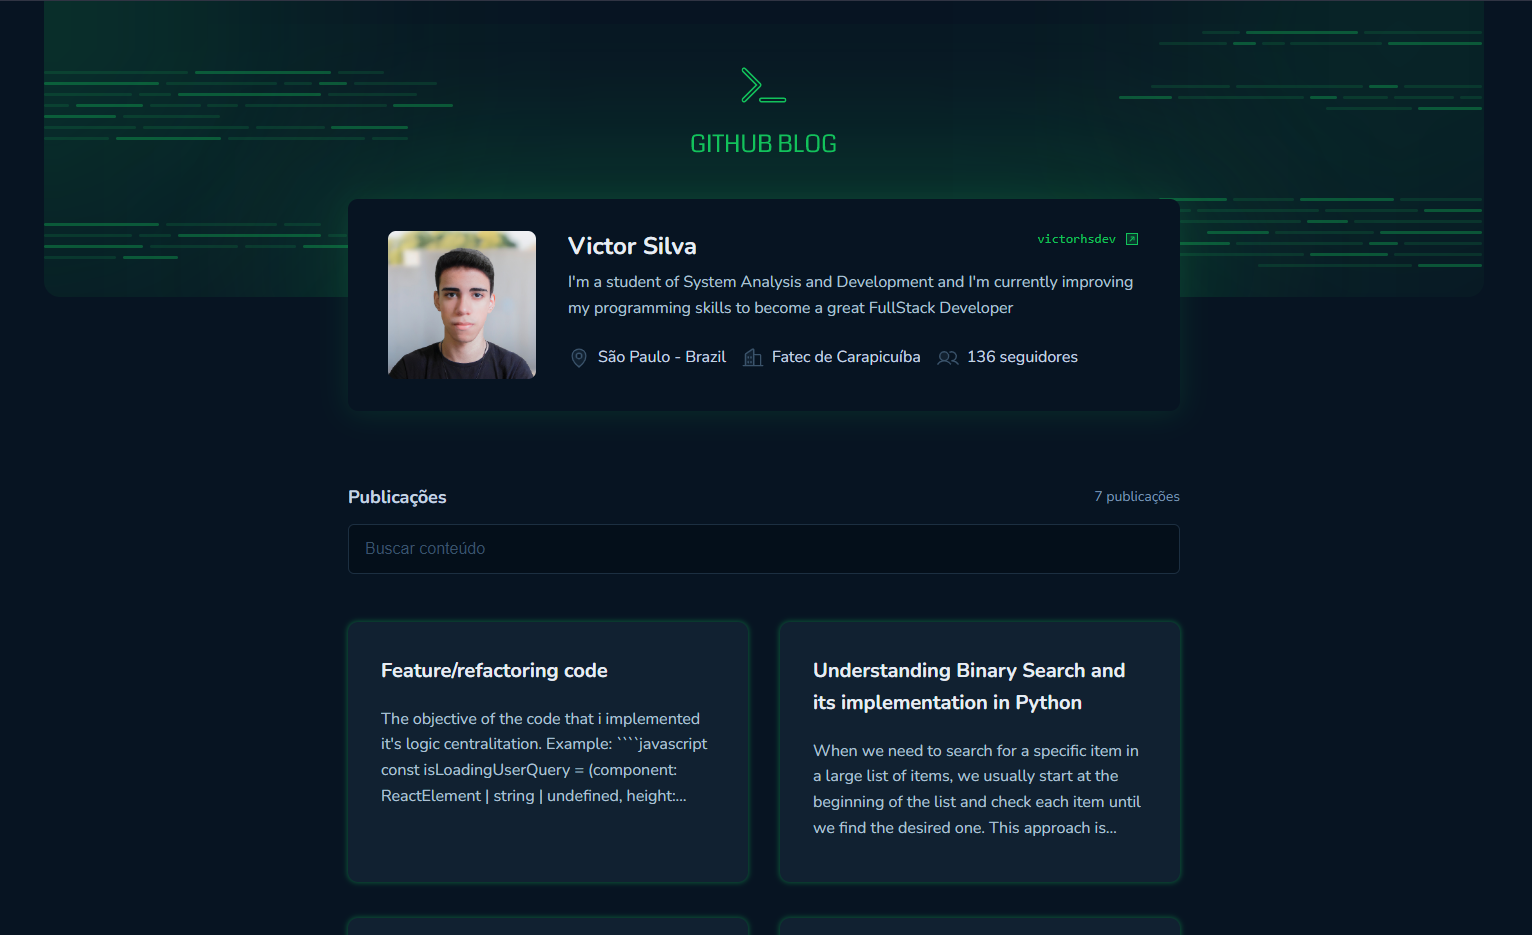 GITHUB BLOG
Victor Silva
victorhsdev
I'm a student of System Analysis and Development and I'm currently improving
my programming skills to become a great FullStack Developer
São Paulo - Brazil
Fatec de Carapicuíba
136 seguidores
Publicações
7 publicações
Buscar conteúdo
Feature/refactoring code
The objective of the code that i implemented
it's logic centralitation. Example: ````javascript
const isLoadingUserQuery = (component:
ReactElement | string | undefined, height:...
Understanding Binary Search and
its implementation in Python
When we need to search for a specific item in
a large list of items, we usually start at the
beginning of the list and check each item until
we find the desired one. This approach is...